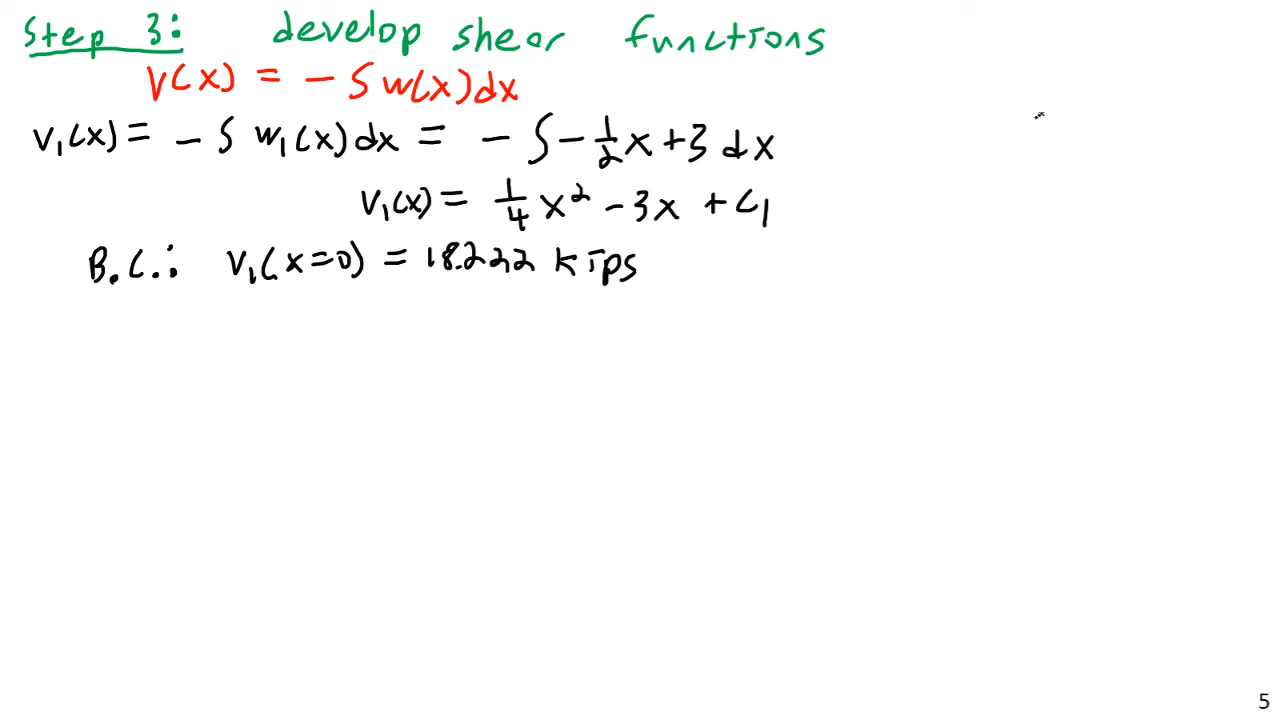 Step 3: develop shear functions
V(x) = - ∫ w(x) dx
V₁(x) = - ∫ w₁(x) dx = - ∫ - 1/2 x + 3 dx
V₁(x) = 1/4 x² - 3x + C₁
B.C.: V₁(x=0) = 18.222 kips
5